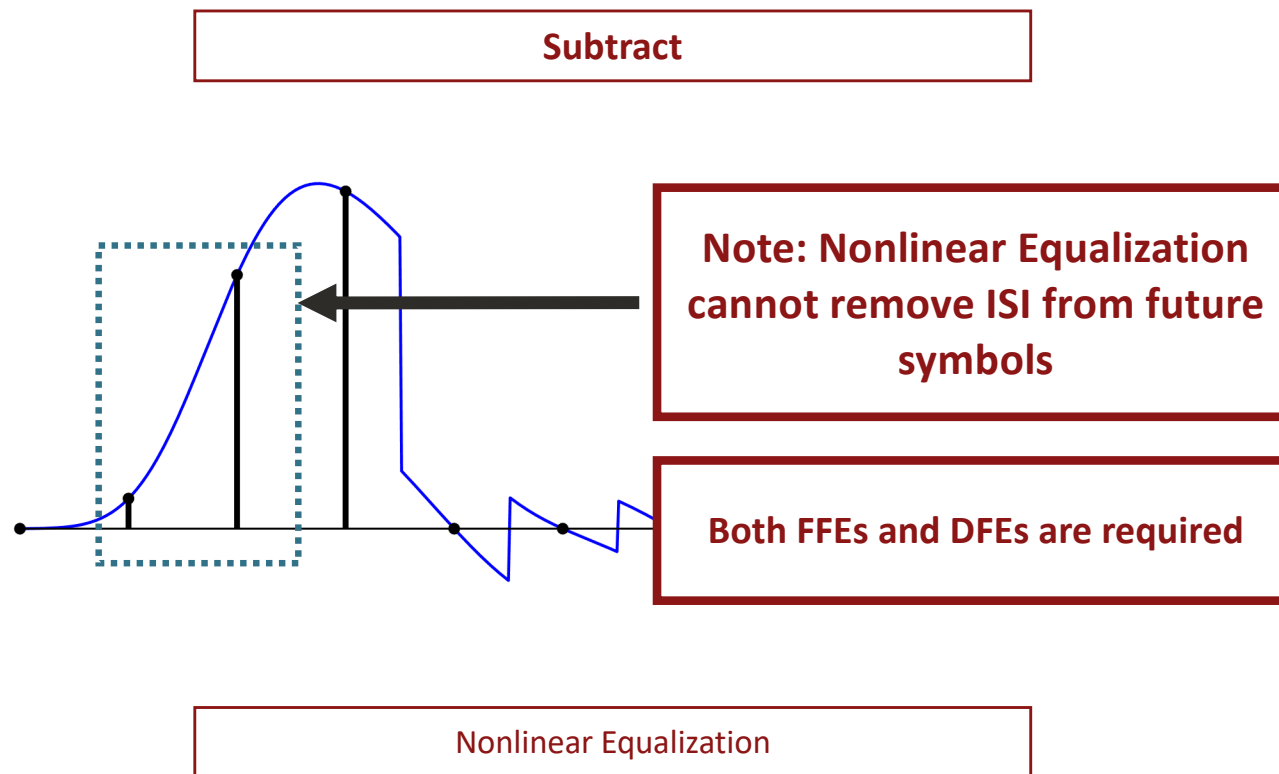 Subtract
Note: Nonlinear Equalization
cannot remove ISI from future
symbols
Both FFEs and DFEs are required
Nonlinear Equalization